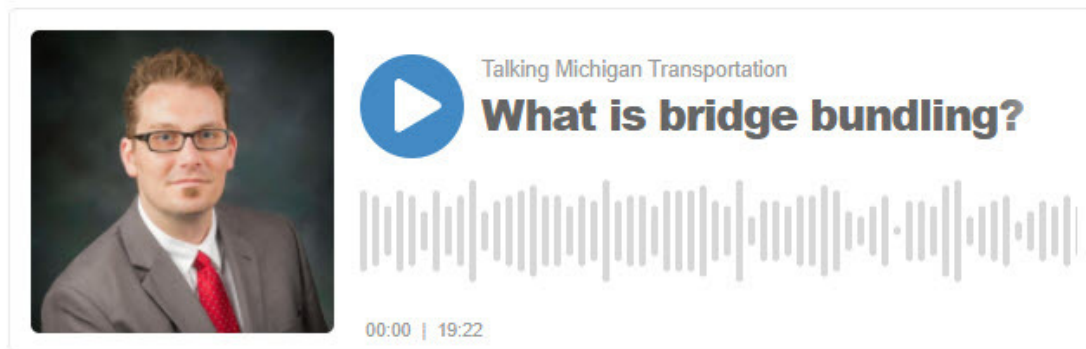 Talking Michigan Transportation
What is bridge bundling?
00:00 | 19:22